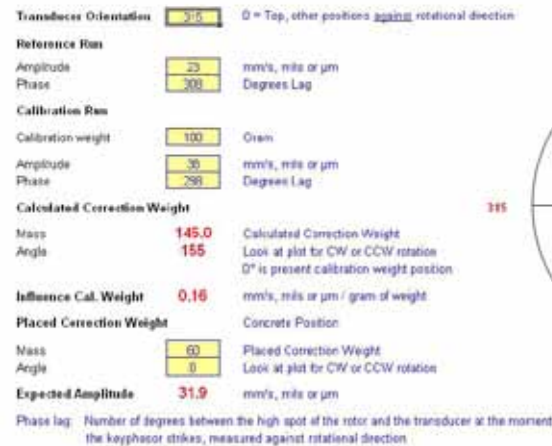 Transducer Orientation 315 0 = Top, other positions against rotational direction
Reference Run
Amplitude 23 mm/s, mils or µm
Phase 308 Degrees Lag
Calibration Run
Calibration weight 100 Gram
Amplitude 38 mm/s, mils or µm
Phase 298 Degrees Lag
Calculated Correction Weight
315
Mass 145.0 Calculated Correction Weight
Angle 155 Look at plot for CW or CCW rotation
0° is present calibration weight position
Influence Cal. Weight 0.16 mm/s, mils or µm / gram of weight
Placed Correction Weight Concrete Position
Mass 60 Placed Correction Weight
Angle 0 Look at plot for CW or CCW rotation
Expected Amplitude 31.9 mm/s, mils or µm
Phase lag: Number of degrees between the high spot of the rotor and the transducer at the moment
the keyphasor strikes, measured against rotational direction